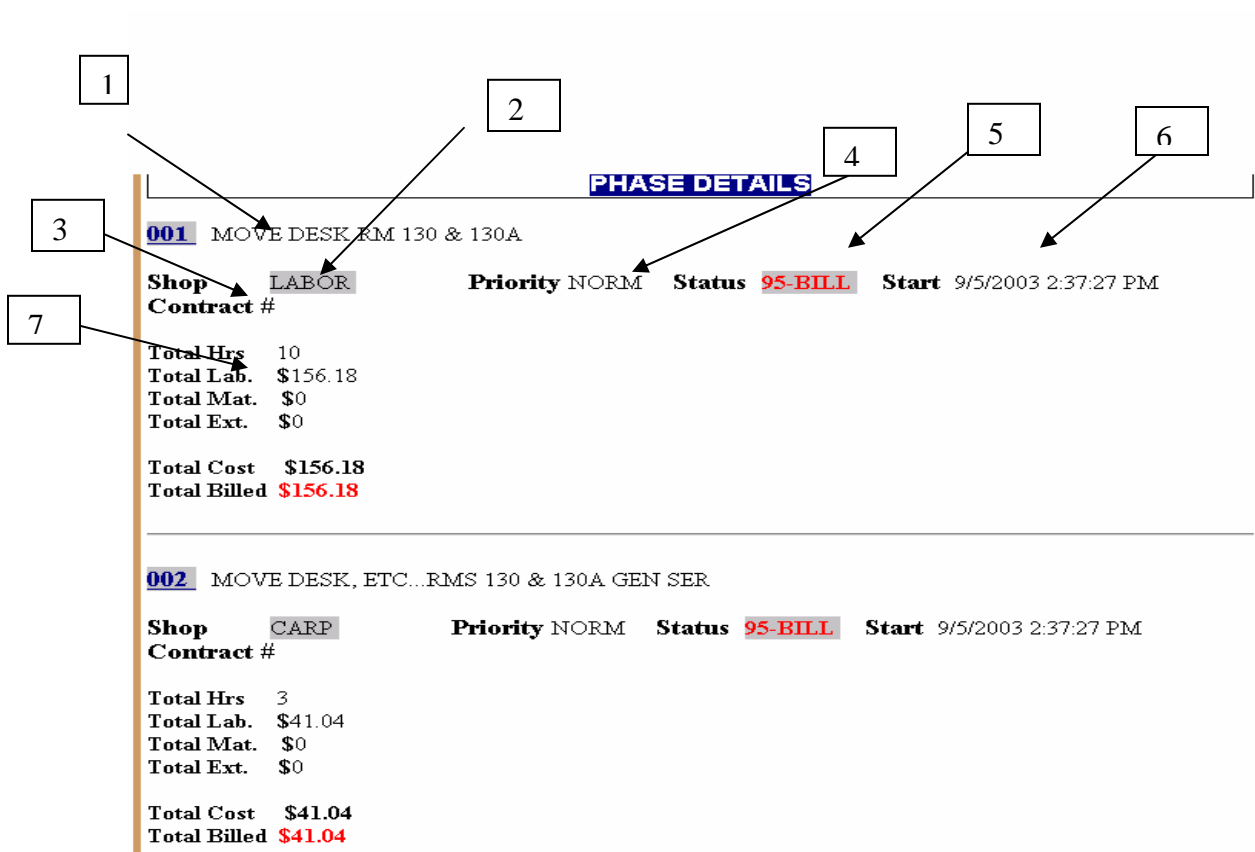 1
2
5
6
4
PHASE DETAILS
3
001 MOVE DESK RM 130 & 130A
Shop LABOR Priority NORM Status 95-BILL Start 9/5/2003 2:37:27 PM
Contract #
7
Total Hrs 10
Total Lab. $156.18
Total Mat. $0
Total Ext. $0
Total Cost $156.18
Total Billed $156.18
002 MOVE DESK, ETC...RMS 130 & 130A GEN SER
Shop CARP Priority NORM Status 95-BILL Start 9/5/2003 2:37:27 PM
Contract #
Total Hrs 3
Total Lab. $41.04
Total Mat. $0
Total Ext. $0
Total Cost $41.04
Total Billed $41.04